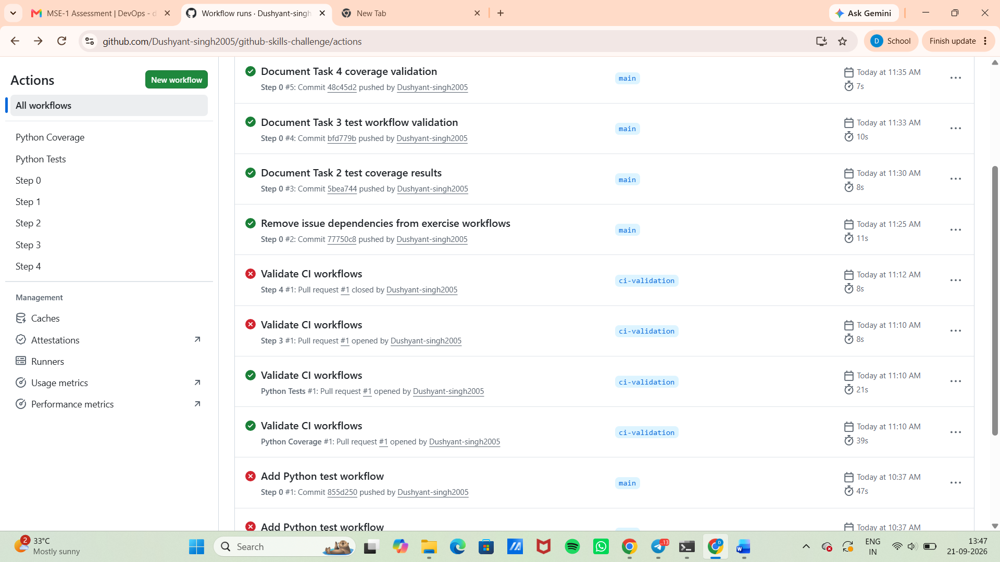 MSE-1 Assessment | DevOps - d
Workflow runs · Dushyant-singh
New Tab
Ask Gemini
github.com/Dushyant-singh2005/github-skills-challenge/actions
D School
Finish update
Actions
New workflow
All workflows
Python Coverage
Python Tests
Step 0
Step 1
Step 2
Step 3
Step 4
Management
Caches
Attestations
Runners
Usage metrics
Performance metrics
Document Task 4 coverage validation
Step 0 #5: Commit 48c45d2 pushed by Dushyant-singh2005
main
Today at 11:35 AM
7s
Document Task 3 test workflow validation
Step 0 #4: Commit bfd779b pushed by Dushyant-singh2005
main
Today at 11:33 AM
10s
Document Task 2 test coverage results
Step 0 #3: Commit 5bea744 pushed by Dushyant-singh2005
main
Today at 11:30 AM
8s
Remove issue dependencies from exercise workflows
Step 0 #2: Commit 77750c8 pushed by Dushyant-singh2005
main
Today at 11:25 AM
11s
Validate CI workflows
Step 4 #1: Pull request #1 closed by Dushyant-singh2005
ci-validation
Today at 11:12 AM
8s
Validate CI workflows
Step 3 #1: Pull request #1 opened by Dushyant-singh2005
ci-validation
Today at 11:10 AM
8s
Validate CI workflows
Python Tests #1: Pull request #1 opened by Dushyant-singh2005
ci-validation
Today at 11:10 AM
21s
Validate CI workflows
Python Coverage #1: Pull request #1 opened by Dushyant-singh2005
ci-validation
Today at 11:10 AM
39s
Add Python test workflow
Step 0 #1: Commit 855d250 pushed by Dushyant-singh2005
main
Today at 10:37 AM
47s
Add Python test workflow
Today at 10:37 AM
2
33°C
Mostly sunny
Search
..13
D
W
ENG
IN
13:47
21-09-2026